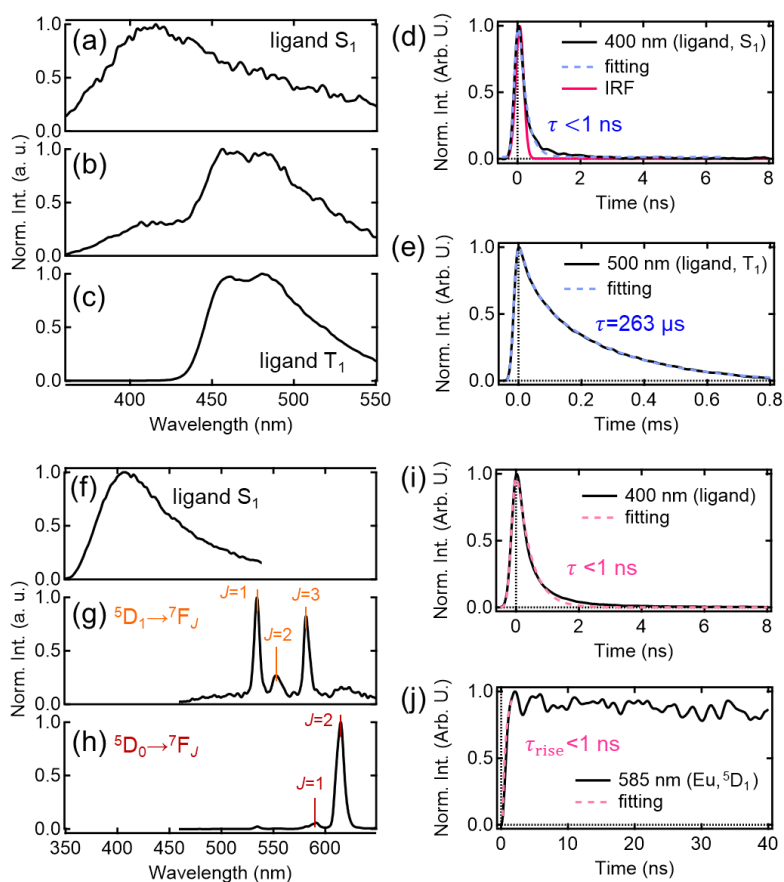 (a)
ligand S₁
1.0
0.5
0.0
(b)
1.0
0.5
0.0
(c)
ligand T₁
1.0
0.5
0.0
Norm. Int. (a. u.)
400 450 500 550
Wavelength (nm)
(d)
Norm. Int. (Arb. U.)
1.0
0.5
0.0
400 nm (ligand, S₁)
fitting
IRF
τ <1 ns
0 2 4 6 8
Time (ns)
(e)
Norm. Int. (Arb. U.)
1.0
0.5
0.0
500 nm (ligand, T₁)
fitting
τ=263 µs
0.0 0.2 0.4 0.6 0.8
Time (ms)
(f)
ligand S₁
1.0
0.5
0.0
(g)
⁵D₁→⁷F_J
J=1
J=2
J=3
1.0
0.5
0.0
(h)
⁵D₀→⁷F_J
J=2
J=1
1.0
0.5
0.0
Norm. Int. (a. u.)
350 400 450 500 550 600
Wavelength (nm)
(i)
Norm. Int. (Arb. U.)
1.0
0.5
0.0
400 nm (ligand)
fitting
τ <1 ns
0 2 4 6 8
Time (ns)
(j)
Norm. Int. (Arb. U.)
1.0
0.5
0.0
τrise<1 ns
585 nm (Eu, ⁵D₁)
fitting
0 10 20 30 40
Time (ns)